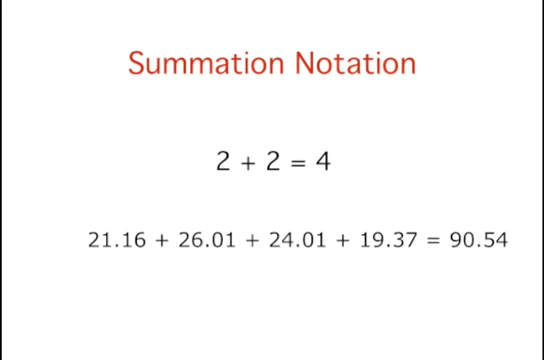 Summation Notation
2 + 2 = 4
21.16 + 26.01 + 24.01 + 19.37 = 90.54